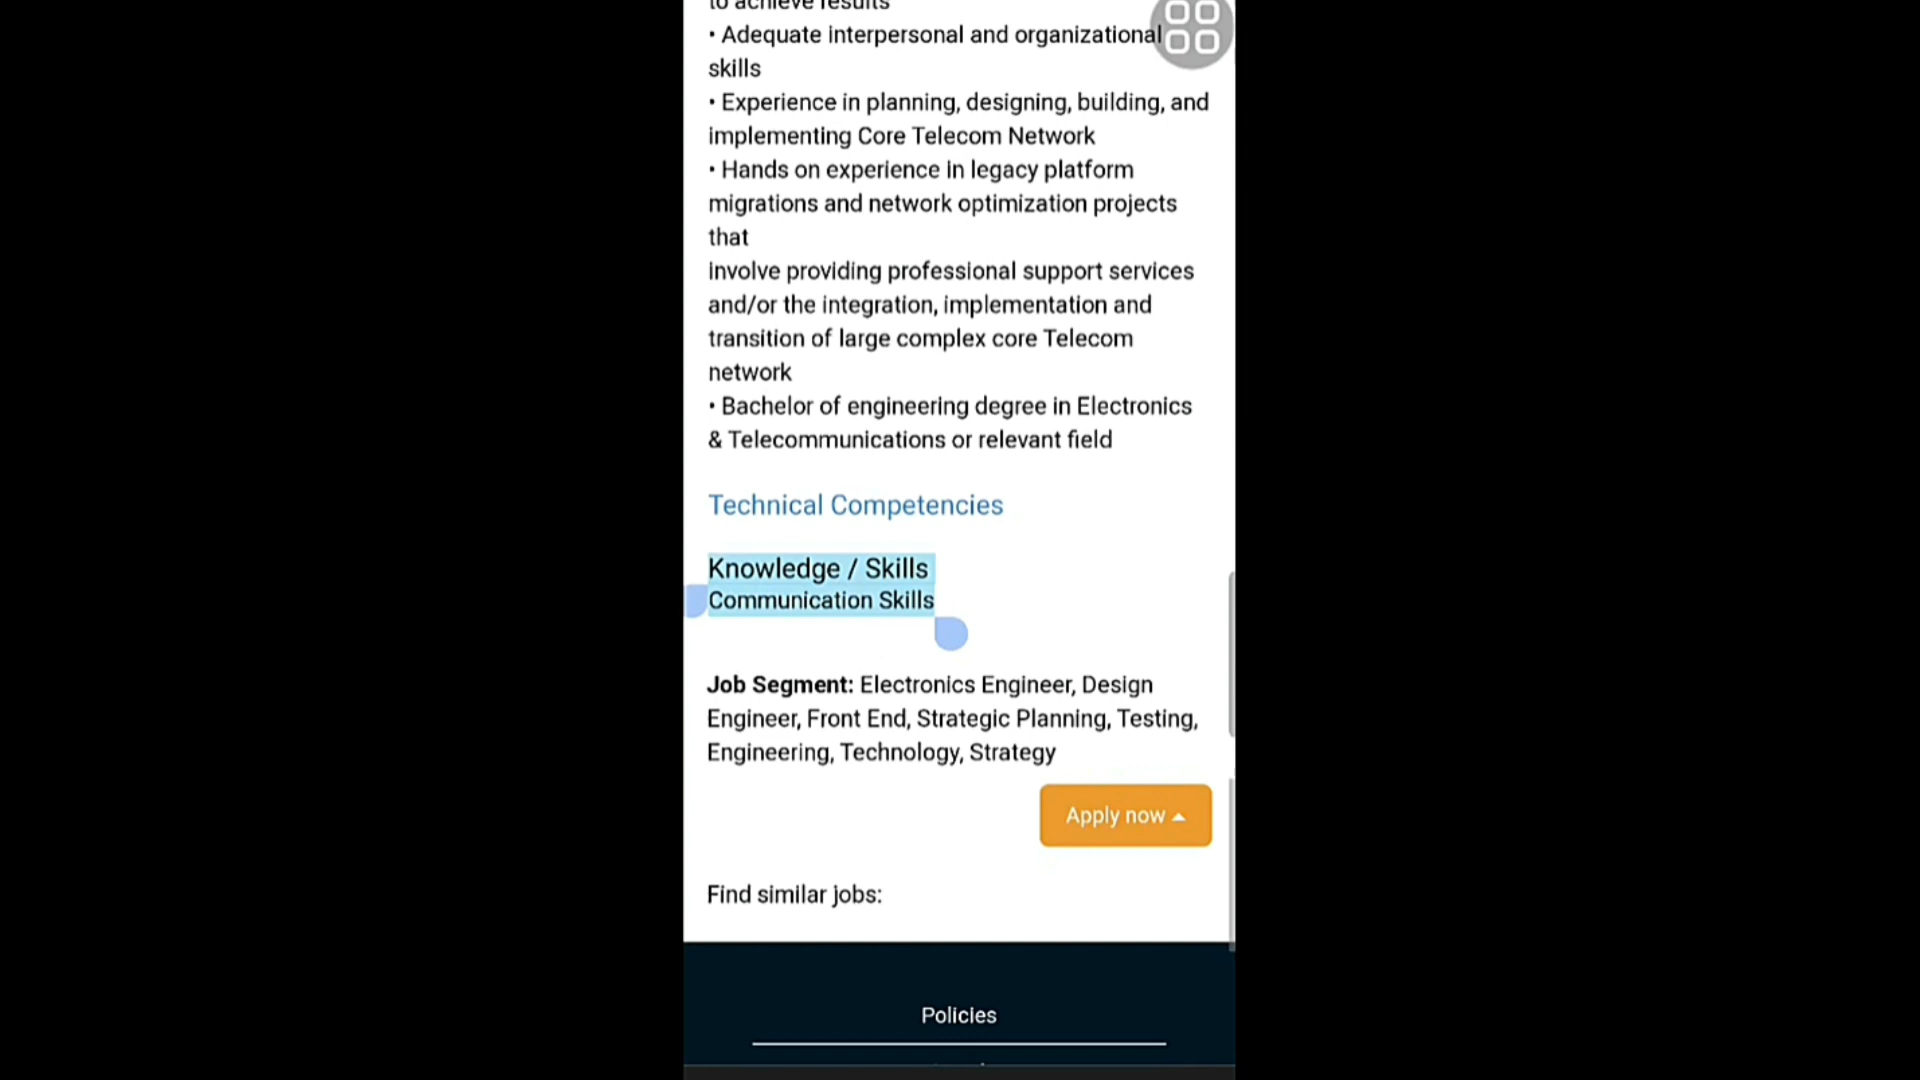 to achieve results
• Adequate interpersonal and organizational
skills
• Experience in planning, designing, building, and
implementing Core Telecom Network
• Hands on experience in legacy platform
migrations and network optimization projects
that
involve providing professional support services
and/or the integration, implementation and
transition of large complex core Telecom
network
• Bachelor of engineering degree in Electronics
& Telecommunications or relevant field
Technical Competencies
Knowledge / Skills
Communication Skills
Job Segment: Electronics Engineer, Design
Engineer, Front End, Strategic Planning, Testing,
Engineering, Technology, Strategy
Apply now
Find similar jobs:
Policies